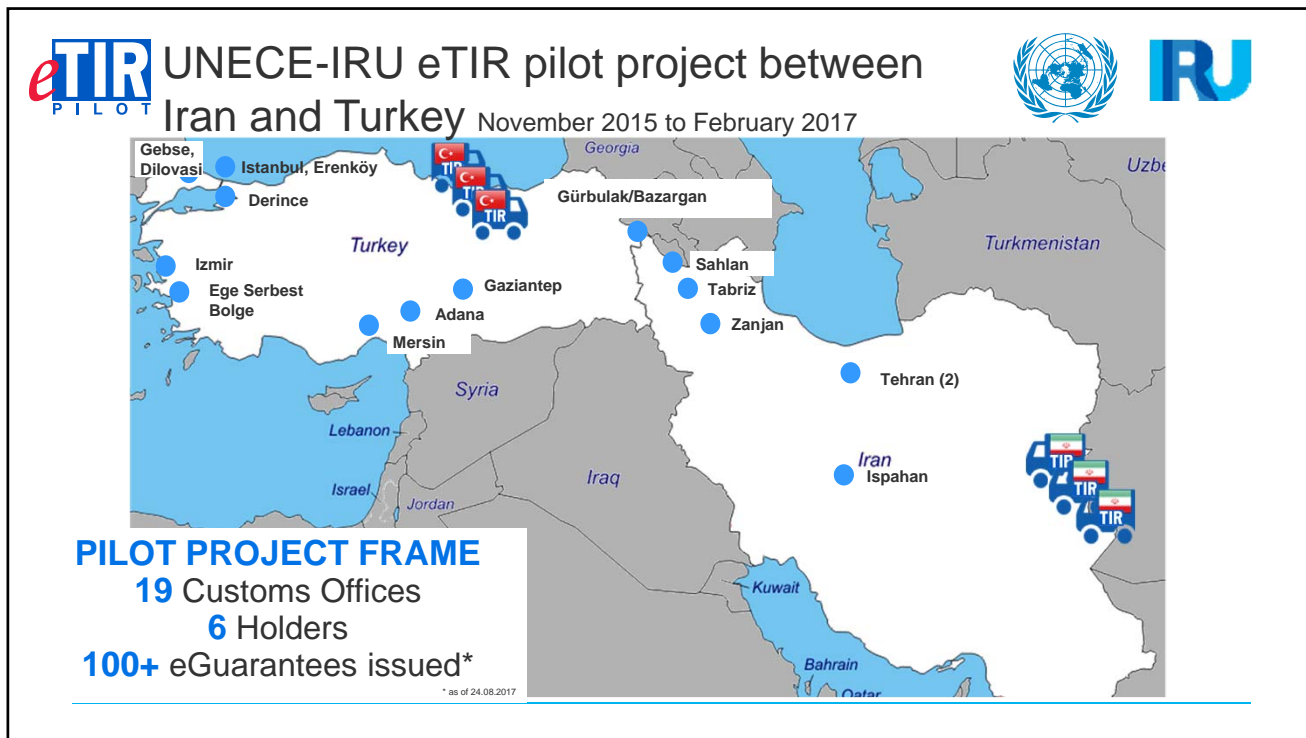 eTIR
PILOT
UNECE-IRU eTIR pilot project between
Iran and Turkey November 2015 to February 2017
IRU
Gebse,
Dilovasi
Istanbul, Erenköy
Derince
TIR
TIR
TIR
Georgia
Uzbe
Gürbulak/Bazargan
Turkey
Turkmenistan
Izmir
Sahlan
Ege Serbest
Bolge
Gaziantep
Tabriz
Adana
Zanjan
Mersin
Tehran (2)
Syria
Lebanon
Iran
TIR
TIR
TIR
Iraq
Ispahan
Israel
Jordan
PILOT PROJECT FRAME
19 Customs Offices
6 Holders
100+ eGuarantees issued*
* as of 24.08.2017
Kuwait
Bahrain
Qatar